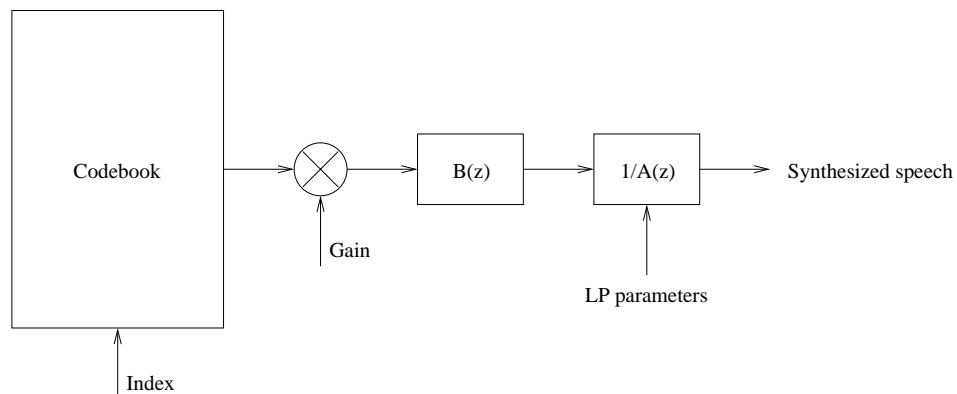 Codebook
B(z)
1/A(z)
Synthesized speech
Gain
LP parameters
Index